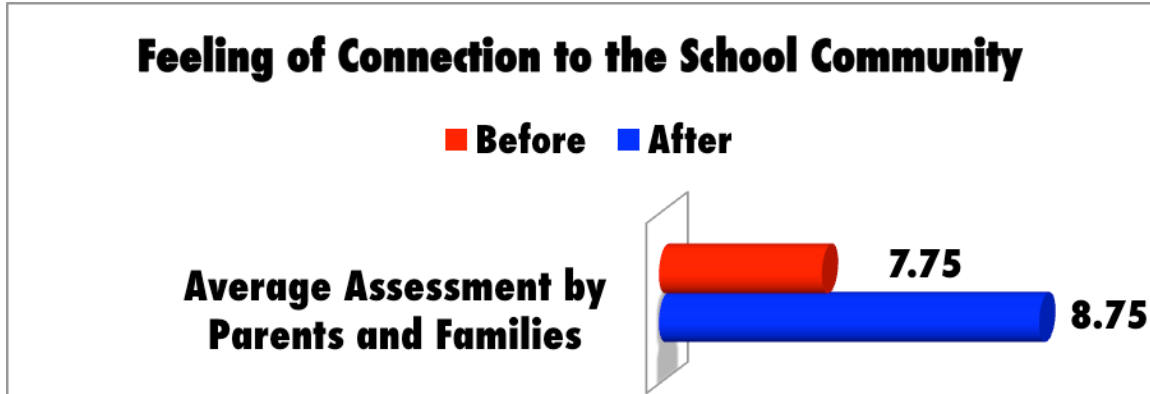 Feeling of Connection to the School Community
Before After
Average Assessment by
Parents and Families
7.75
8.75